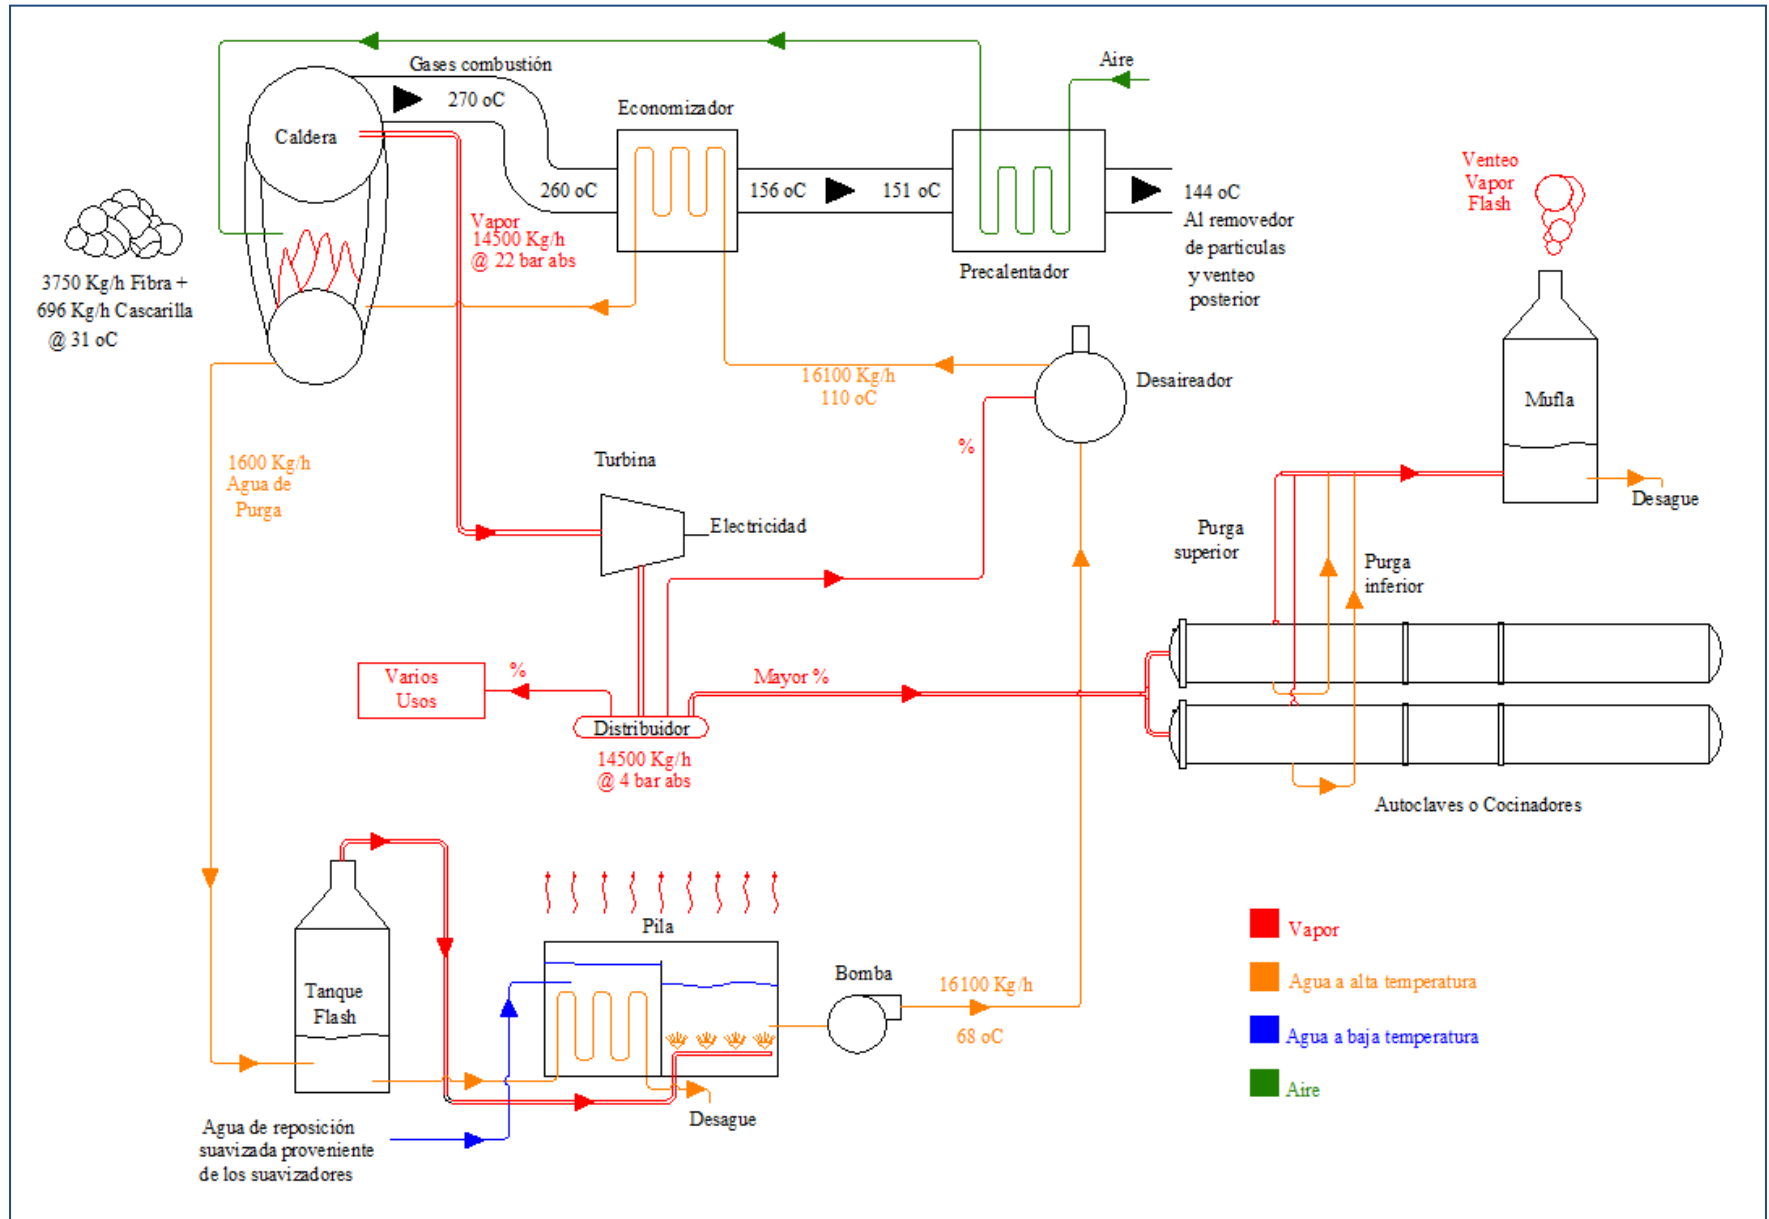 Gases combustión
270 oC
Aire
Economizador
Caldera
260 oC
156 oC
151 oC
144 oC
Al removedor
de particulas
y venteo
posterior
Precalentador
Venteo
Vapor
Flash
Vapor
14500 Kg/h
@ 22 bar abs
3750 Kg/h Fibra +
696 Kg/h Cascarilla
@ 31 oC
16100 Kg/h
110 oC
Desaireador
Mufla
Desague
1600 Kg/h
Agua de
Purga
Turbina
Electricidad
%
Purga
superior
Purga
inferior
Varios
Usos
%
Mayor %
Distribuidor
14500 Kg/h
@ 4 bar abs
Autoclaves o Cocinadores
Pila
Tanque
Flash
Bomba
16100 Kg/h
68 oC
Desague
Agua de reposición
suavizada proveniente
de los suavizadores
Vapor
Agua a alta temperatura
Agua a baja temperatura
Aire